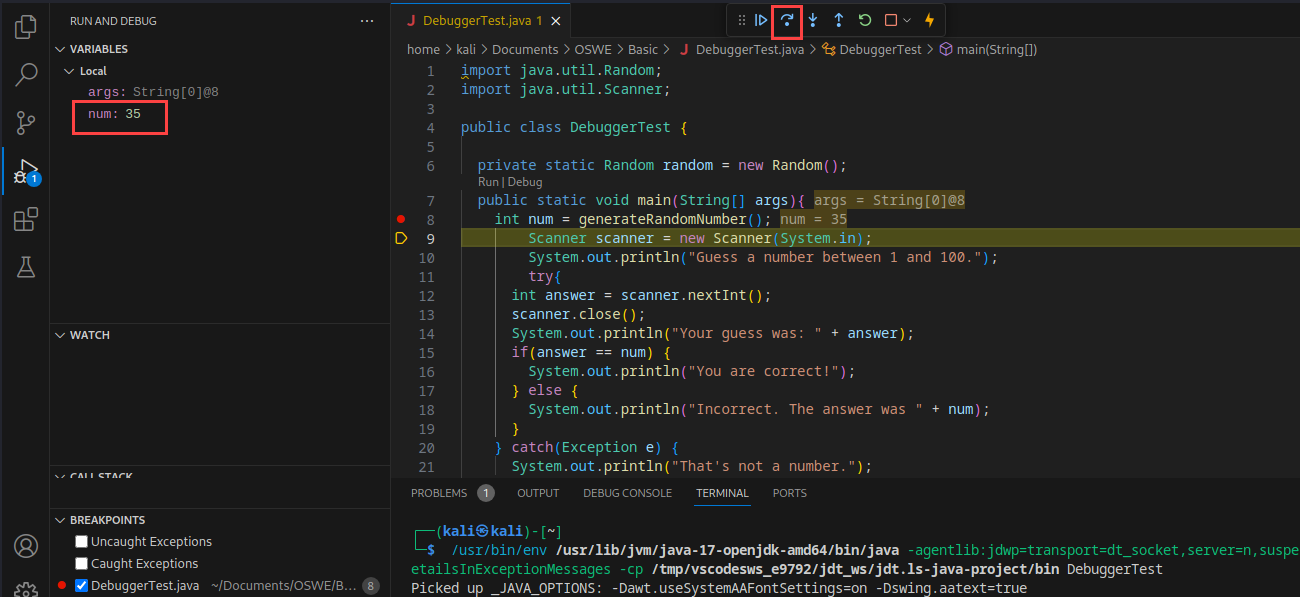 RUN AND DEBUG
VARIABLES
Local
args: String[0]@8
num: 35
WATCH
CALL STACK
BREAKPOINTS
Uncaught Exceptions
Caught Exceptions
DebuggerTest.java ~/Documents/OSWE/B... 8
1
J DebuggerTest.java 1
home > kali > Documents > OSWE > Basic > J DebuggerTest.java > DebuggerTest > main(String[])
1 import java.util.Random;
2 import java.util.Scanner;
3
4 public class DebuggerTest {
5
6 private static Random random = new Random();
Run | Debug
7 public static void main(String[] args){ args = String[0]@8
8 int num = generateRandomNumber(); num = 35
9 Scanner scanner = new Scanner(System.in);
10 System.out.println("Guess a number between 1 and 100.");
11 try{
12 int answer = scanner.nextInt();
13 scanner.close();
14 System.out.println("Your guess was: " + answer);
15 if(answer == num) {
16 System.out.println("You are correct!");
17 } else {
18 System.out.println("Incorrect. The answer was " + num);
19 }
20 } catch(Exception e) {
21 System.out.println("That's not a number.");
PROBLEMS 1 OUTPUT DEBUG CONSOLE TERMINAL PORTS
┌──(kali㉿kali)-[~]
└─$ /usr/bin/env /usr/lib/jvm/java-17-openjdk-amd64/bin/java -agentlib:jdwp=transport=dt_socket,server=n,suspe
etailsInExceptionMessages -cp /tmp/vscodesws_e9792/jdt_ws/jdt.ls-java-project/bin DebuggerTest
Picked up _JAVA_OPTIONS: -Dawt.useSystemAAFontSettings=on -Dswing.aatext=true